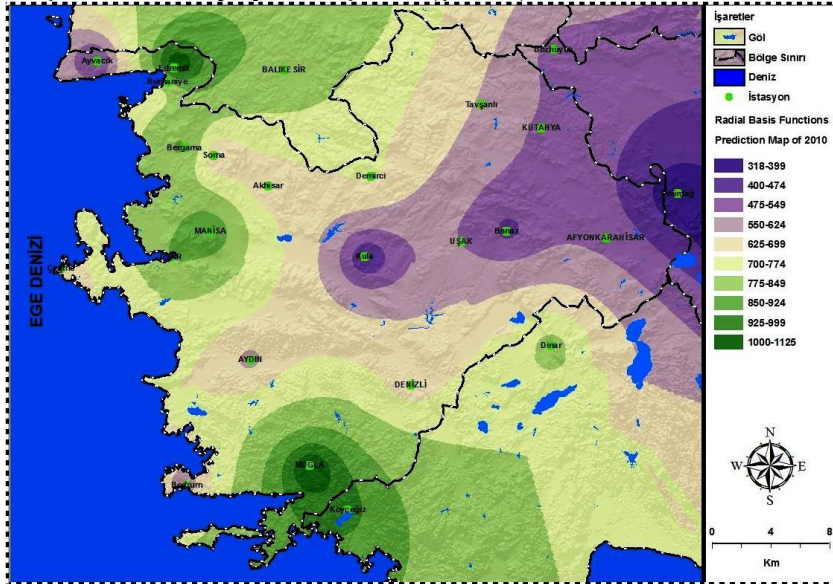 Ayvacık
Edremit
Burhaniye
BALIKESİR
Bozhüyük
Tavşanlı
KÜTAHYA
Bergama
Soma
Akhisar
Demirci
MANİSA
Kula
UŞAK
Banaz
AFYONKARAHİSAR
EGE DENİZİ
AYDIN
DENİZLİ
Dinar
MUĞLA
Bodrum
Köyceğiz
İşaretler
Göl
Bölge Sınırı
Deniz
İstasyon
Radial Basis Functions
Prediction Map of 2010
318-399
400-474
475-549
550-624
625-699
700-774
775-849
850-924
925-999
1000-1125
N
W E
S
0 4 8
Km